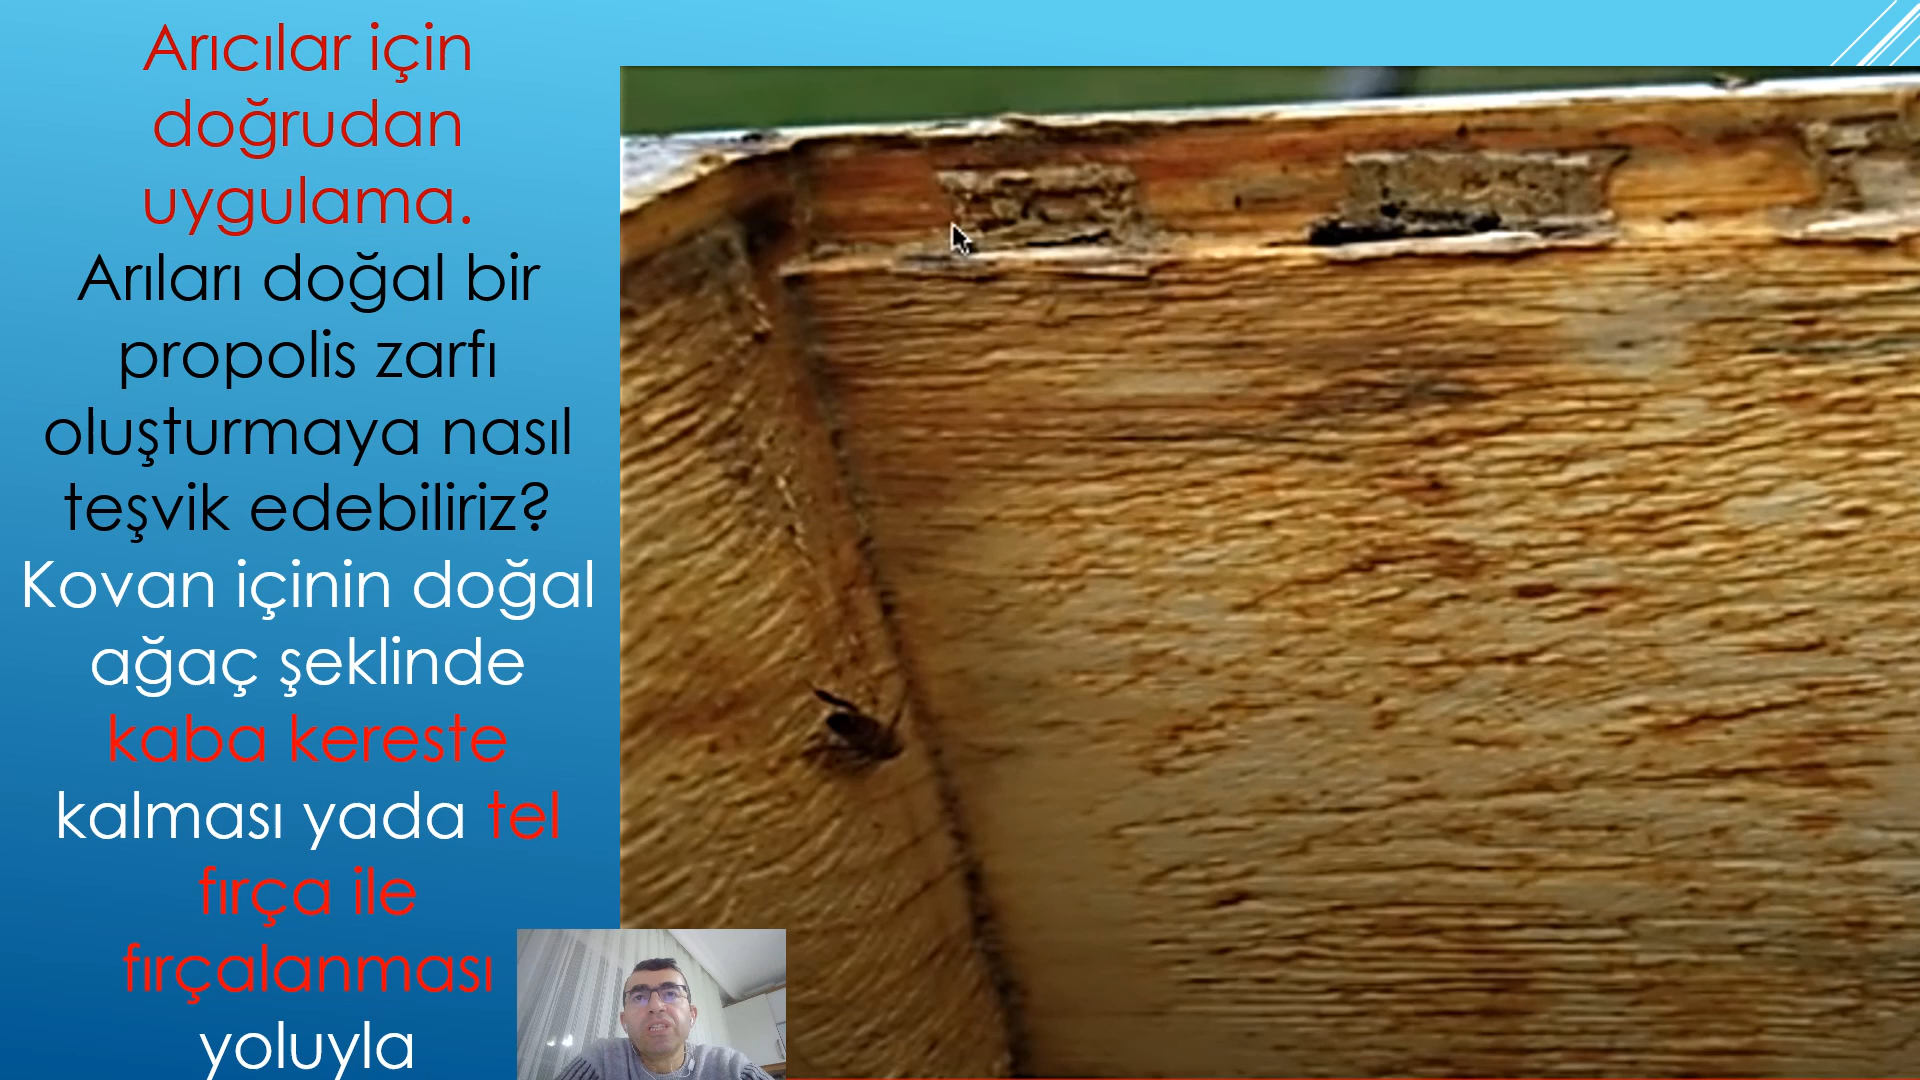 Arıcılar için
doğrudan
uygulama.
Arıları doğal bir
propolis zarfı
oluşturmaya nasıl
teşvik edebiliriz?
Kovan içinin doğal
ağaç şeklinde
kaba kereste
kalması yada tel
fırça ile
fırçalanması
yoluyla